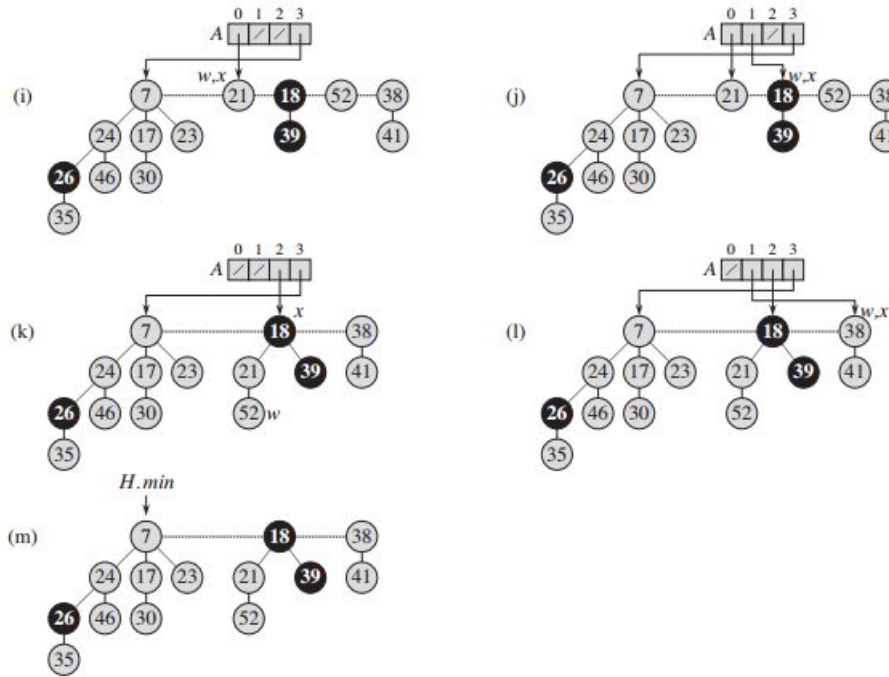 0 1 2 3
A
w,x
(i)
7 21 18 52 38
24 17 23 39 41
26 46 30
35
0 1 2 3
A
w,x
(j)
7 21 18 52 38
24 17 23 39 41
26 46 30
35
0 1 2 3
A
x
(k)
7 18 38
24 17 23 21 39 41
26 46 30 52 w
35
0 1 2 3
A
w,x
(l)
7 18 38
24 17 23 21 39 41
26 46 30 52
35
H.min
(m)
7 18 38
24 17 23 21 39 41
26 46 30 52
35